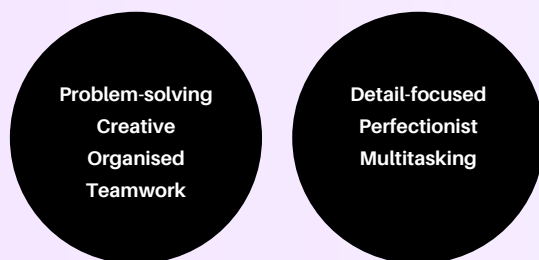 Problem-solving
Creative
Organised
Teamwork
Detail-focused
Perfectionist
Multitasking